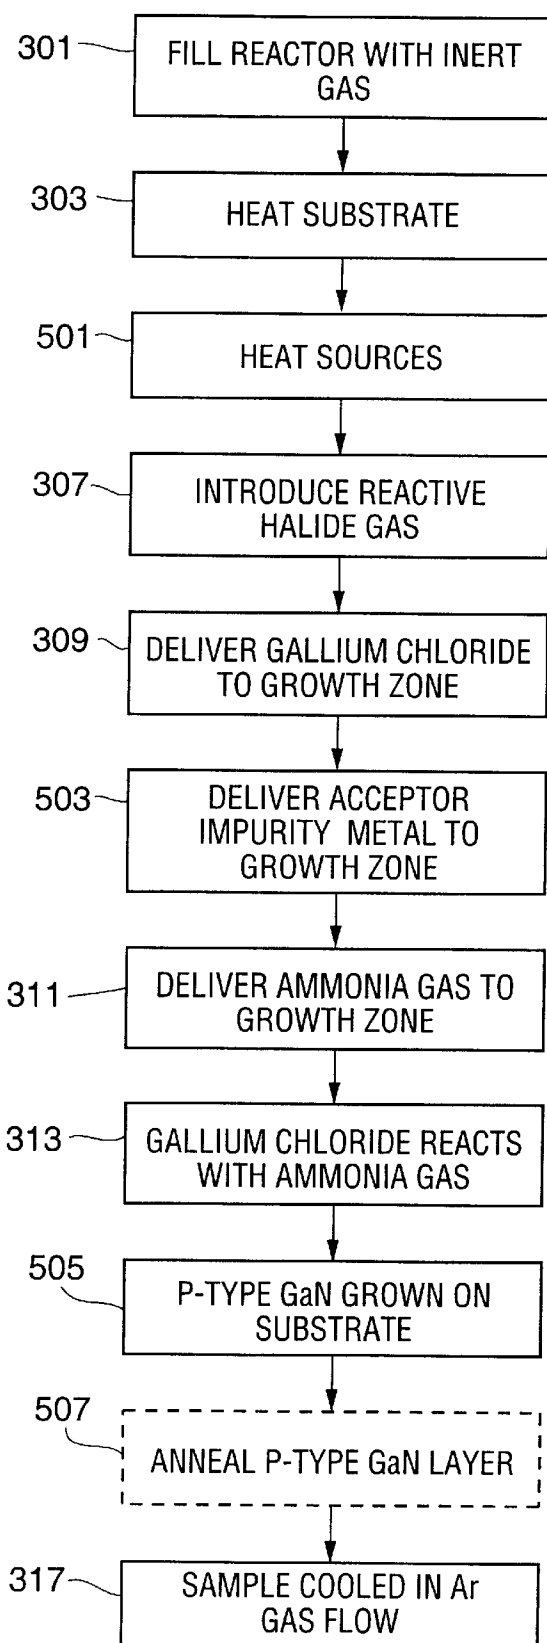 301
FILL REACTOR WITH INERT
GAS
303
HEAT SUBSTRATE
501
HEAT SOURCES
307
INTRODUCE REACTIVE
HALIDE GAS
309
DELIVER GALLIUM CHLORIDE
TO GROWTH ZONE
503
DELIVER ACCEPTOR
IMPURITY METAL TO
GROWTH ZONE
311
DELIVER AMMONIA GAS TO
GROWTH ZONE
313
GALLIUM CHLORIDE REACTS
WITH AMMONIA GAS
505
P-TYPE GaN GROWN ON
SUBSTRATE
507
ANNEAL P-TYPE GaN LAYER
317
SAMPLE COOLED IN Ar
GAS FLOW